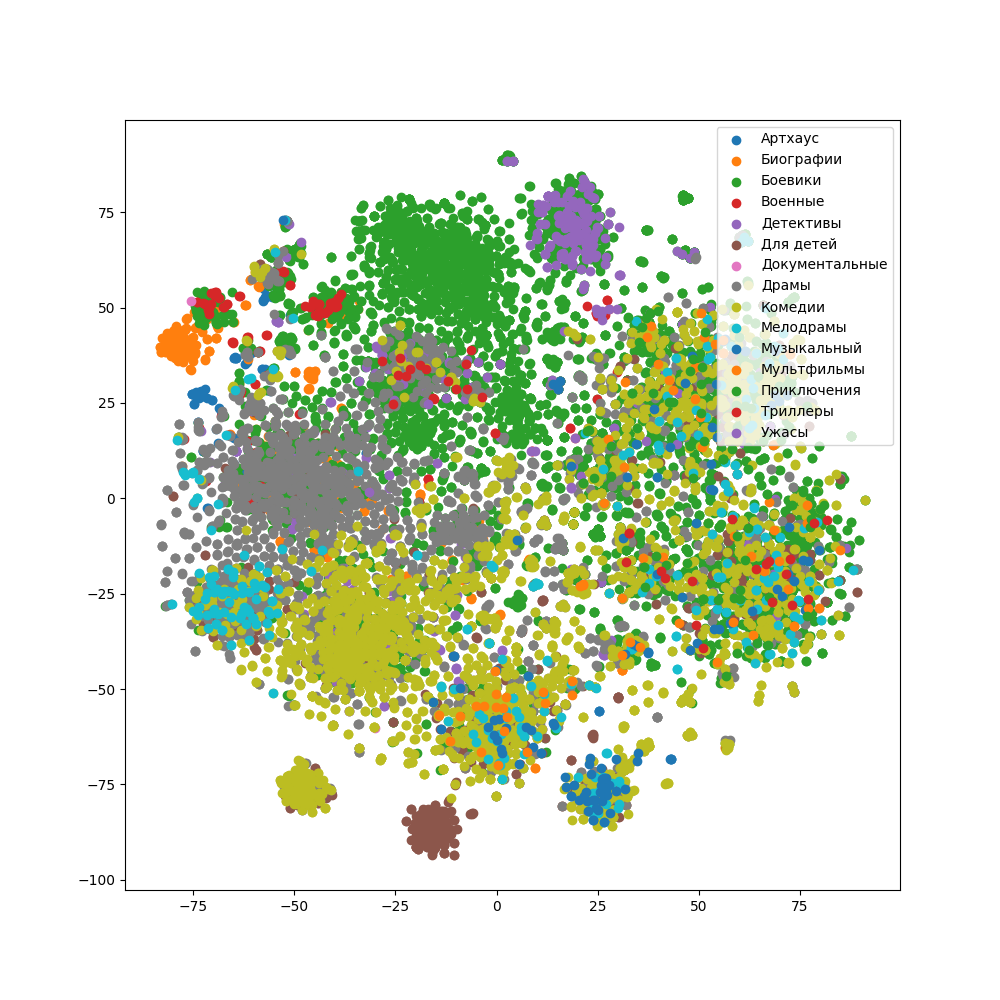 Артхаус
Биографии
Боевики
Военные
Детективы
Для детей
Документальные
Драмы
Комедии
Мелодрамы
Музыкальный
Мультфильмы
Приключения
Триллеры
Ужасы
75
50
25
0
−25
−50
−75
−100
−75 −50 −25 0 25 50 75